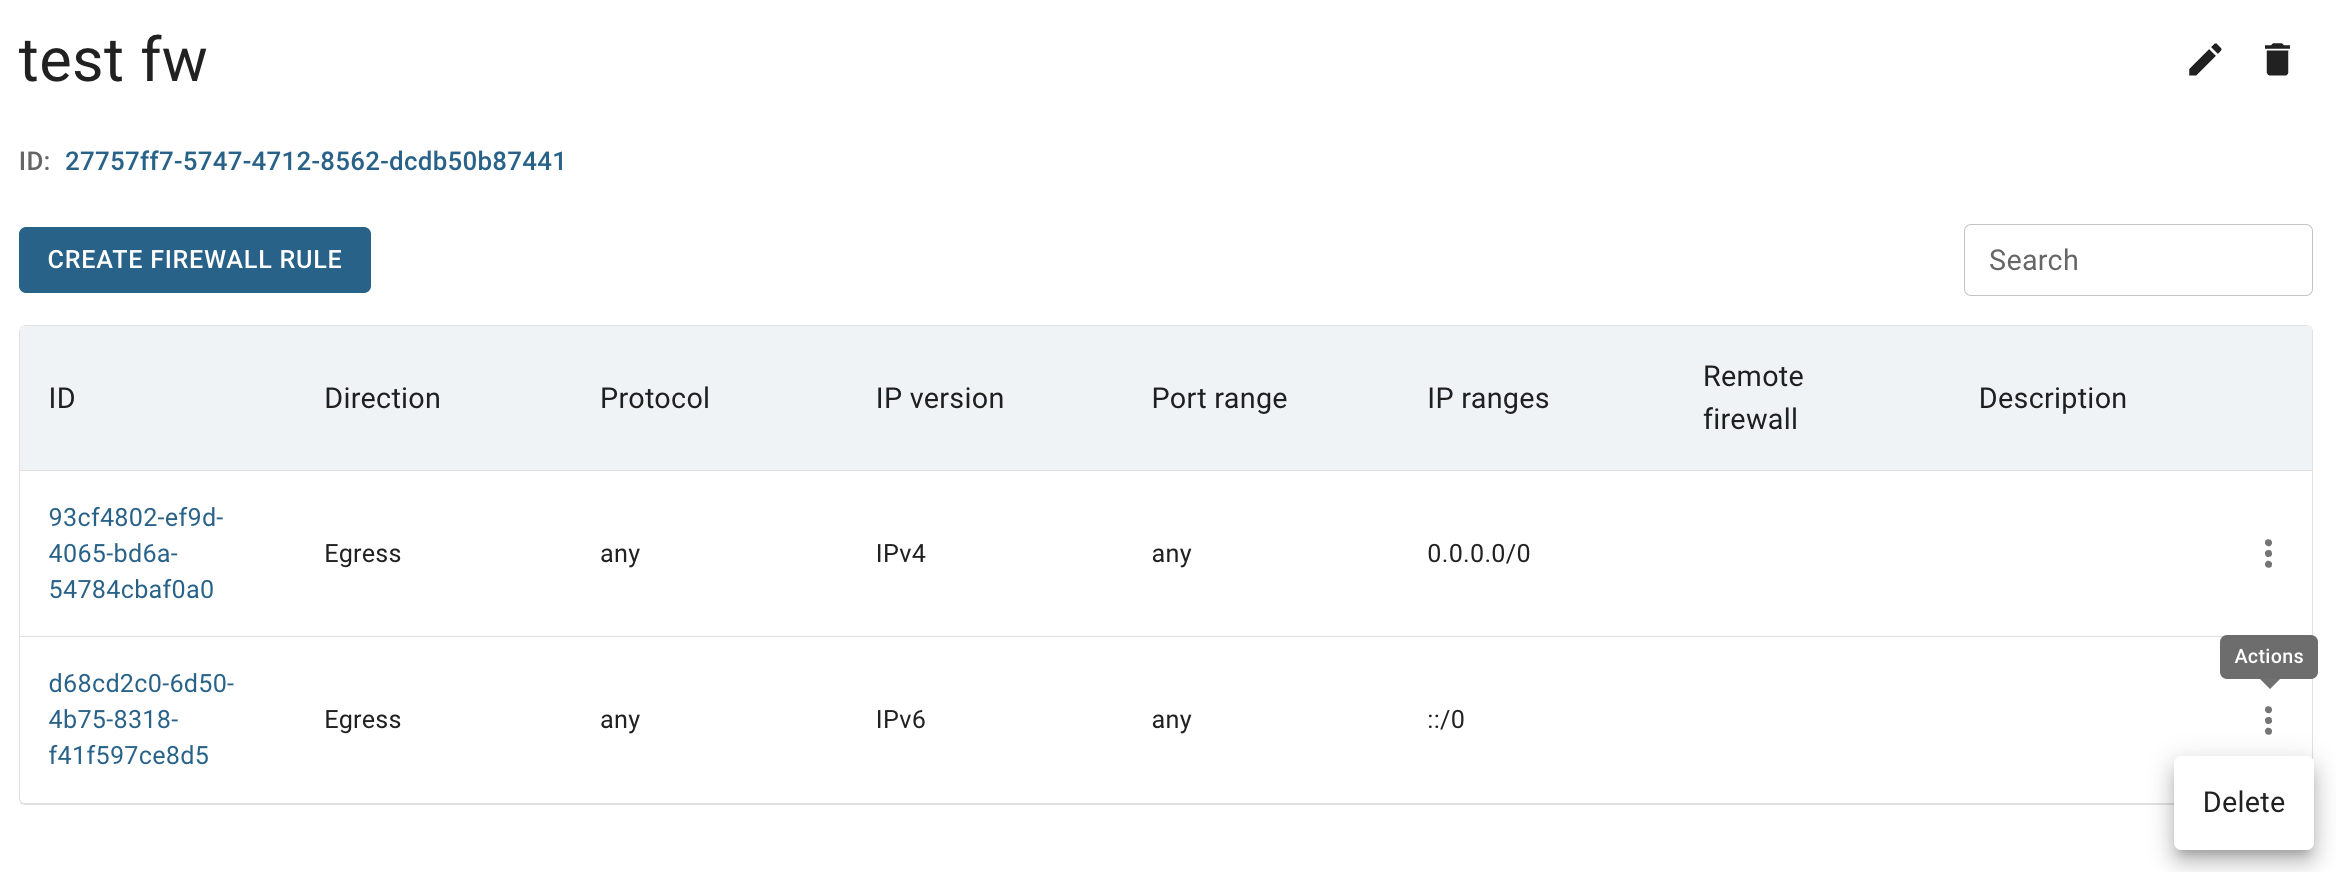 test fw
ID: 27757ff7-5747-4712-8562-dcdb50b87441
CREATE FIREWALL RULE
Search
ID Direction Protocol IP version Port range IP ranges Remote firewall Description
93cf4802-ef9d-
4065-bd6a-
54784cbaf0a0
Egress any IPv4 any 0.0.0.0/0
Actions
d68cd2c0-6d50-
4b75-8318-
f41f597ce8d5
Egress any IPv6 any ::/0
Delete